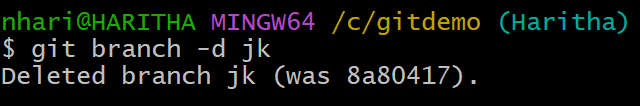 nhari@HARITHA MINGW64 /c/gitdemo (Haritha)
$ git branch -d jk
Deleted branch jk (was 8a80417).